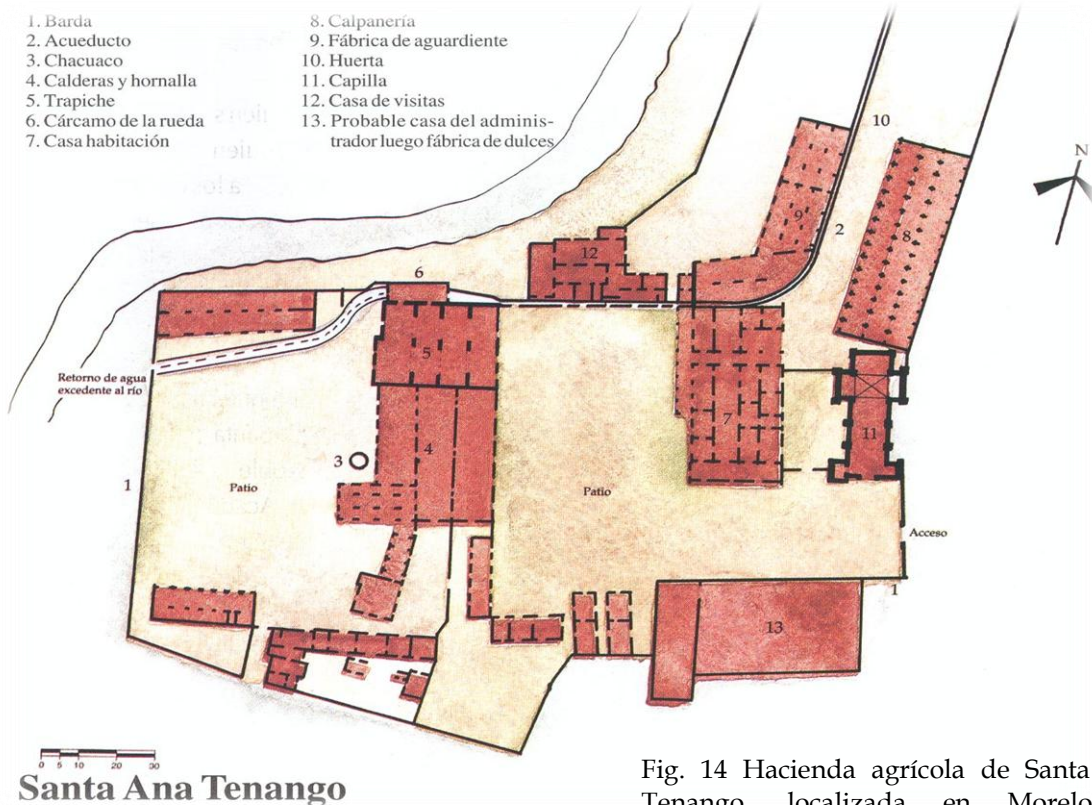 1. Barda
2. Acueducto
3. Chacuaco
4. Calderas y hornalla
5. Trapiche
6. Cárcamo de la rueda
7. Casa habitación
8. Calpanería
9. Fábrica de aguardiente
10. Huerta
11. Capilla
12. Casa de visitas
13. Probable casa del adminis-
trador luego fábrica de dulces
N
10
9
2
8
12
6
5
Retorno de agua
excedente al río
7
11
3
4
1
Patio
Patio
Acceso
1
13
0 5 10 20 30
Santa Ana Tenango
Fig. 14 Hacienda agrícola de Santa
Tenango, localizada en Morelo